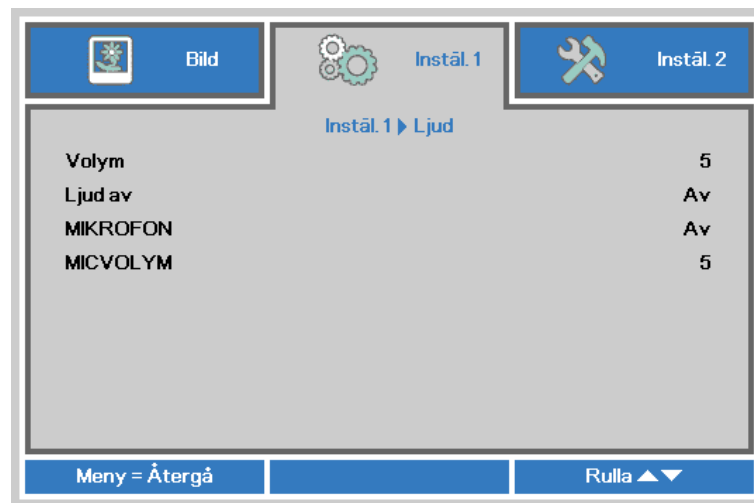 Bild
Instäl. 1
Instäl. 2
Instäl. 1 ▶ Ljud
Volym 5
Ljud av Av
MIKROFON Av
MICVOLYM 5
Meny = Återgå
Rulla ▲▼